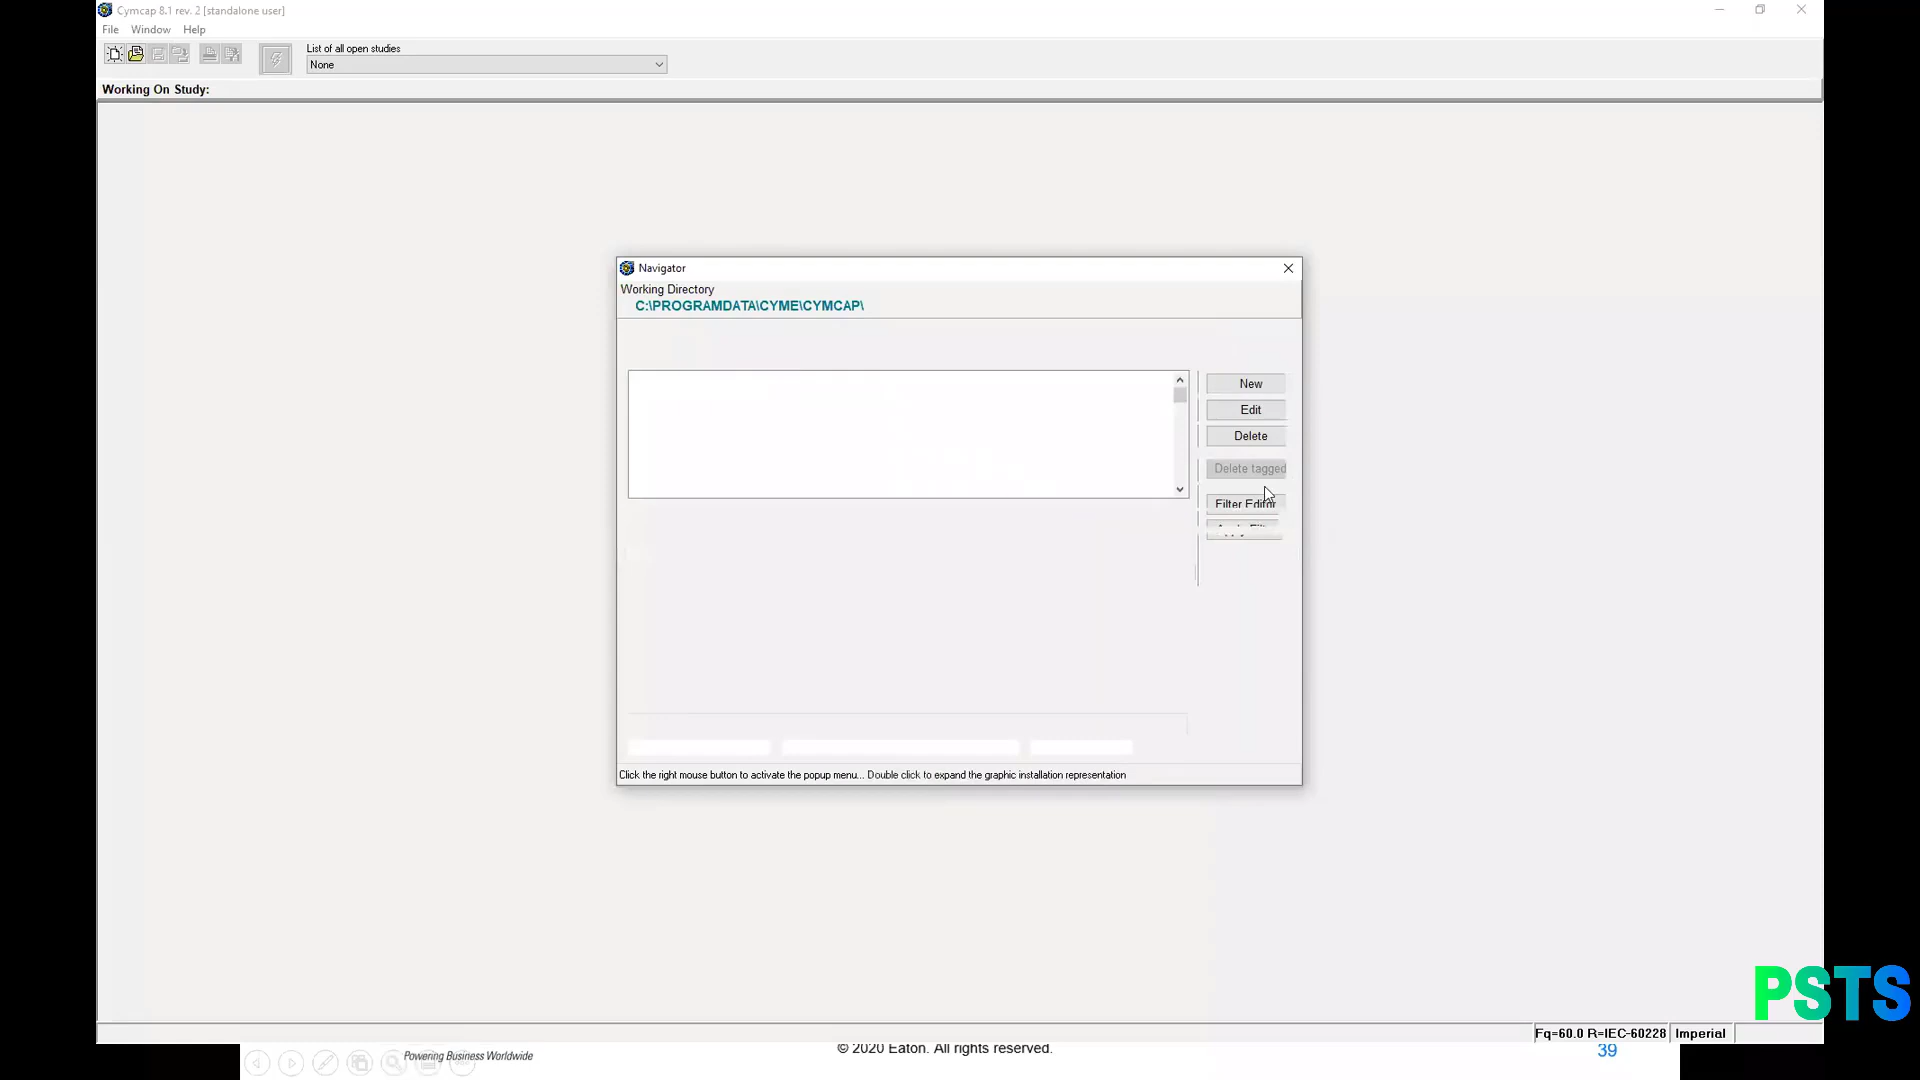 Cymcap 8.1 rev. 2 [standalone user]
File Window Help
List of all open studies
None
Working On Study:
Navigator
Working Directory
C:\PROGRAMDATA\CYME\CYMCAP\
New
Edit
Delete
Delete tagged
Filter Editor
Click the right mouse button to activate the popup menu... Double click to expand the graphic installation representation
PSTS
Fq=60.0 R=IEC-60228 Imperial
Powering Business Worldwide
© 2020 Eaton. All rights reserved.
39